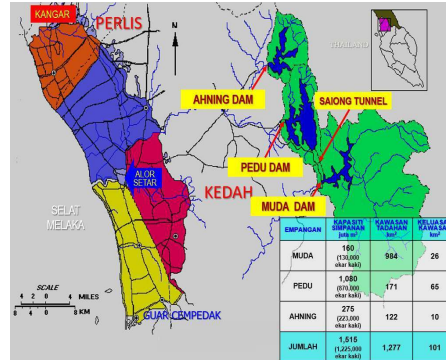 KANGAR
PERLIS
THAILAND
N
AHNING DAM
SAIONG TUNNEL
PEDU DAM
ALOR
SETAR
KEDAH
MUDA DAM
SELAT
MELAKA
SCALE
4 0 4 MILES
8 0 8 KM
GUAR CEMPEDAK
EMPANGAN KAPASITI SIMPANAN juta m³ KAWASAN TADAHAN km² KELUASAN KAWASAN km²
MUDA 160 (130,000 ekar kaki) 984 26
PEDU 1,080 (870,000 ekar kaki) 171 65
AHNING 275 (223,000 ekar kaki) 122 10
JUMLAH 1,515 (1,225,000 ekar kaki) 1,277 101